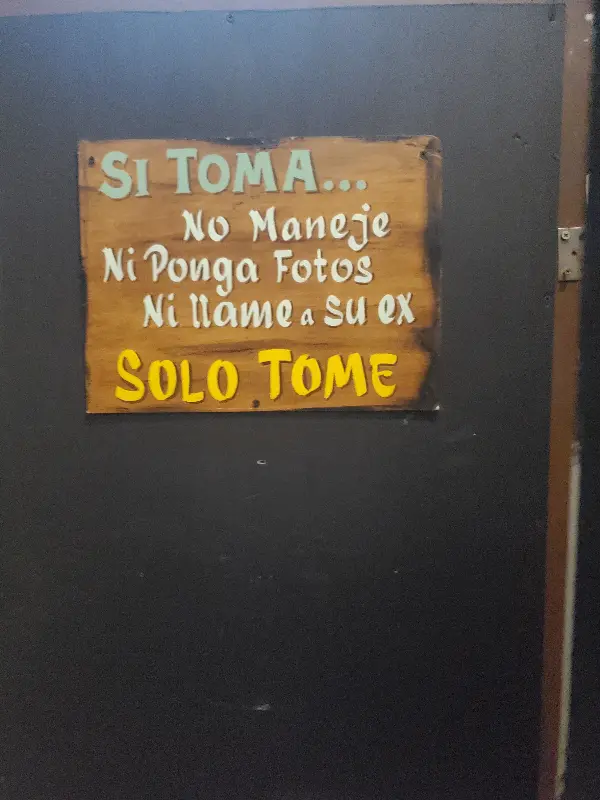 SI TOMA...
No Maneje
Ni Ponga Fotos
Ni llame a su ex
SOLO TOME